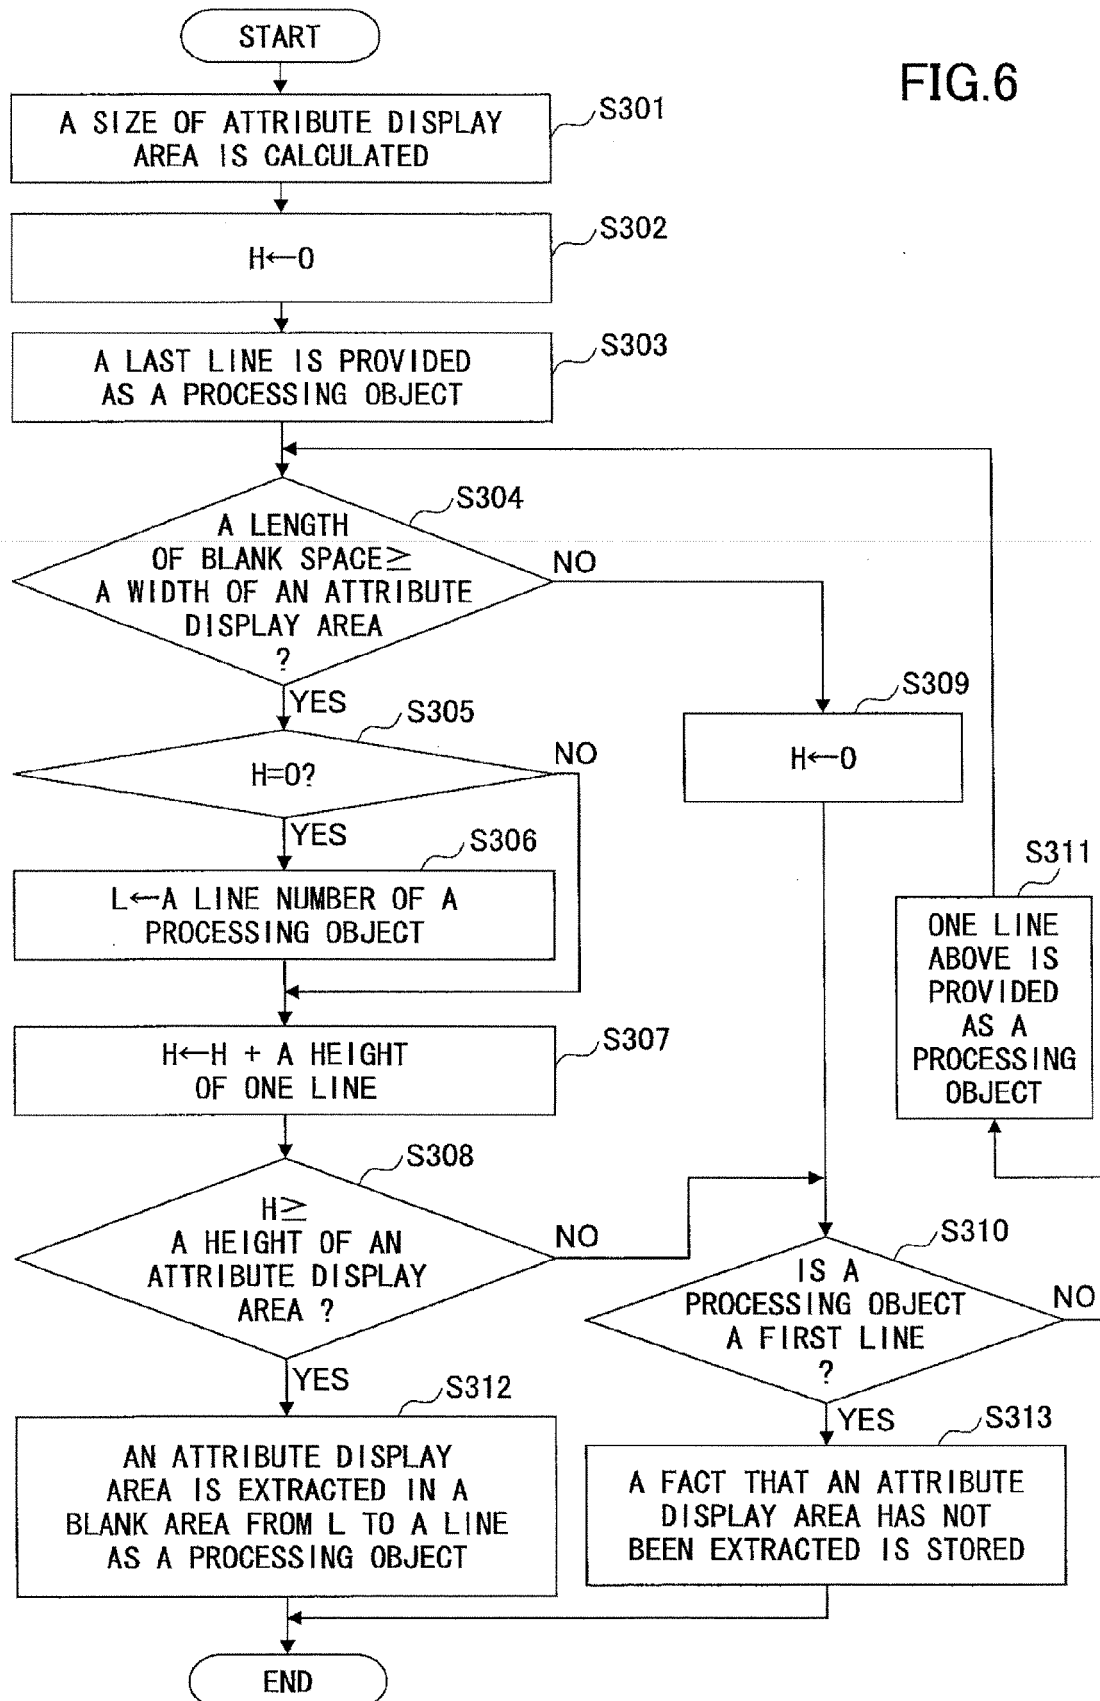 START
FIG.6
S301
A SIZE OF ATTRIBUTE DISPLAY
AREA IS CALCULATED
S302
H←0
S303
A LAST LINE IS PROVIDED
AS A PROCESSING OBJECT
S304
A LENGTH
OF BLANK SPACE≥
A WIDTH OF AN ATTRIBUTE
DISPLAY AREA
?
NO
YES
S305
H=0?
NO
YES
S306
L←A LINE NUMBER OF A
PROCESSING OBJECT
S307
H←H + A HEIGHT
OF ONE LINE
S308
H≥
A HEIGHT OF AN
ATTRIBUTE DISPLAY
AREA ?
NO
YES
S309
H←0
S310
IS A
PROCESSING OBJECT
A FIRST LINE
?
NO
YES
S311
ONE LINE
ABOVE IS
PROVIDED
AS A
PROCESSING
OBJECT
S312
AN ATTRIBUTE DISPLAY
AREA IS EXTRACTED IN A
BLANK AREA FROM L TO A LINE
AS A PROCESSING OBJECT
S313
A FACT THAT AN ATTRIBUTE
DISPLAY AREA HAS NOT
BEEN EXTRACTED IS STORED
END